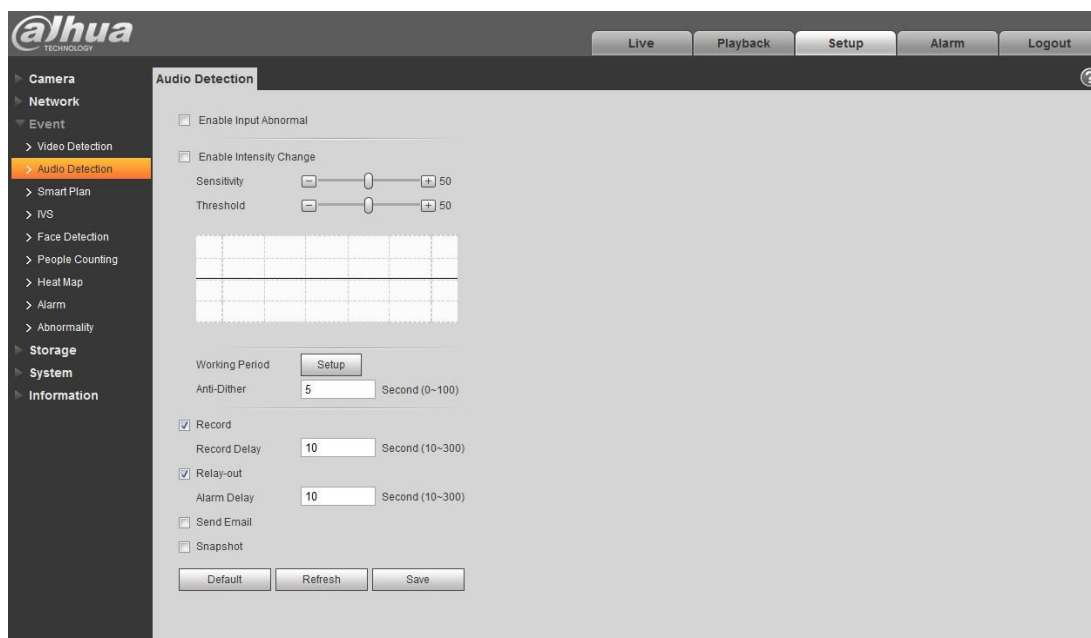 alhua
TECHNOLOGY
Live Playback Setup Alarm Logout
Camera
Network
Event
Video Detection
Audio Detection
Smart Plan
IVS
Face Detection
People Counting
Heat Map
Alarm
Abnormality
Storage
System
Information
Audio Detection
Enable Input Abnormal
Enable Intensity Change
Sensitivity 50
Threshold 50
Working Period Setup
Anti-Dither 5 Second (0~100)
Record
Record Delay 10 Second (10~300)
Relay-out
Alarm Delay 10 Second (10~300)
Send Email
Snapshot
Default Refresh Save